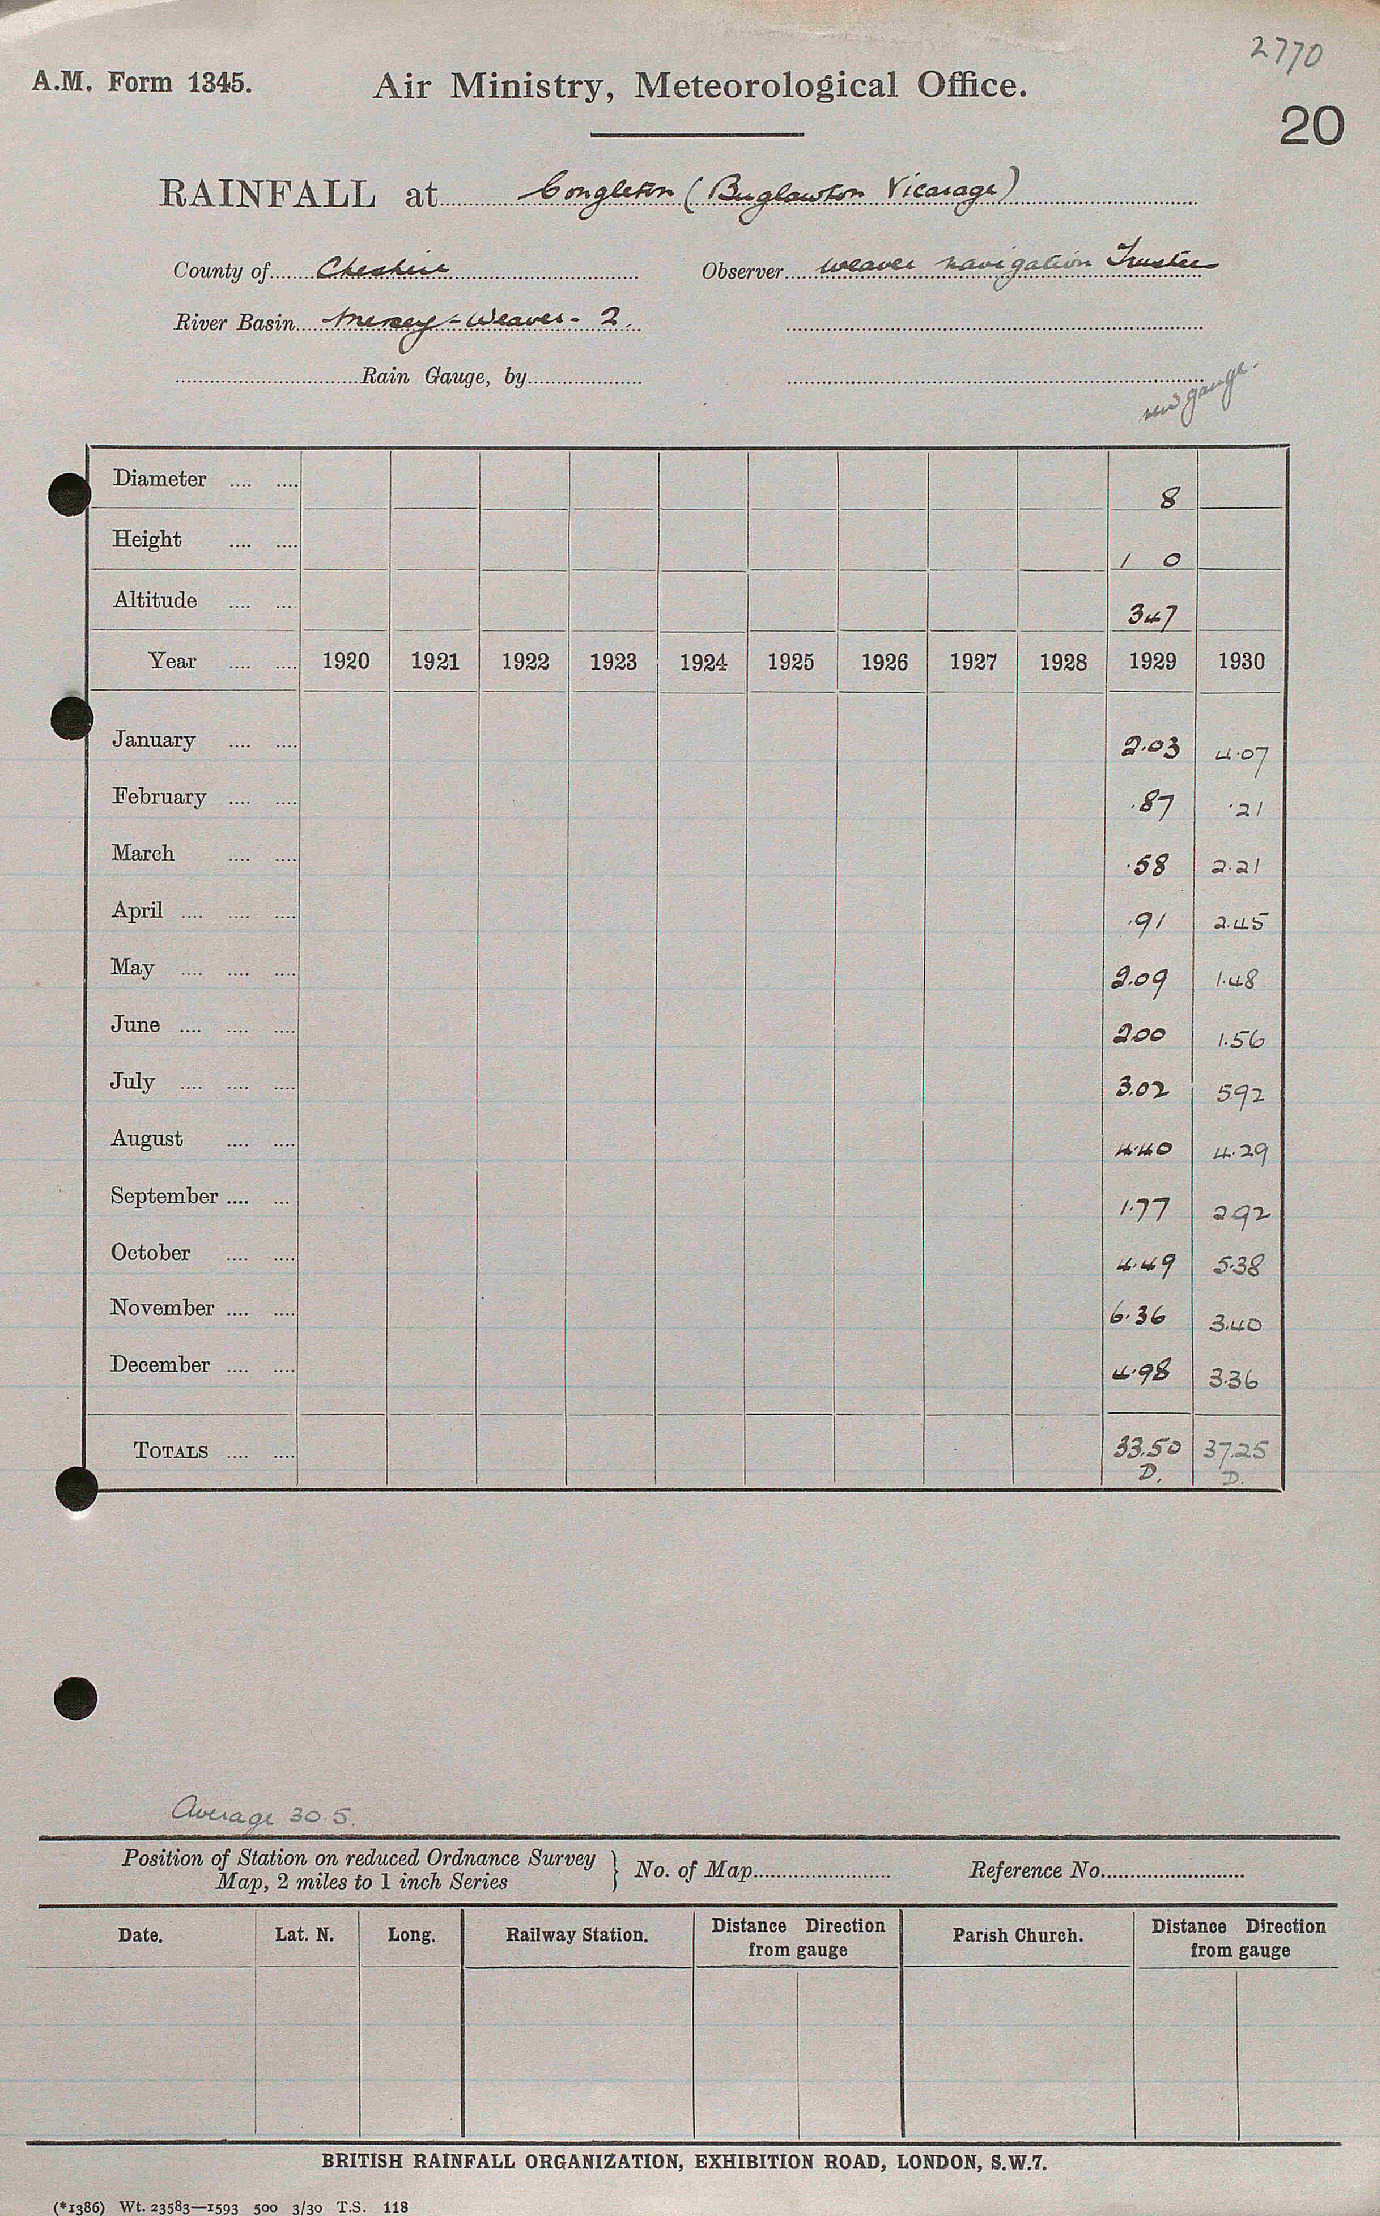 2770
A.M. Form 1345. Air Ministry, Meteorological Office.
20
RAINFALL at Congleton (Buglawton Vicarage)
County of Cheshire Observer Weaver Navigation Trustees
River Basin Mersey - Weaver - 2.
Rain Gauge, by
new gauge.
Diameter .... .... 8
Height .... .... 1 0
Altitude .... ... 347
Year .... .... 1920 1921 1922 1923 1924 1925 1926 1927 1928 1929 1930
January .... .... 2.03 4.07
February .... .... .87 .21
March .... .... .58 2.21
April .... .... .... .91 2.45
May .... .... .... 2.09 1.48
June .... .... .... 2.00 1.56
July .... .... .... 3.02 5.92
August .... .... 4.40 4.29
September .... ... 1.77 2.92
October .... .... 4.49 5.38
November .... .... 6.36 3.40
December .... .... 4.98 3.36
TOTALS .... .... 33.50 37.25
D. D.
Average 30.5.
Position of Station on reduced Ordnance Survey Map, 2 miles to 1 inch Series } No. of Map Reference No.
Date. Lat. N. Long. Railway Station. Distance Direction from gauge Parish Church. Distance Direction from gauge
BRITISH RAINFALL ORGANIZATION, EXHIBITION ROAD, LONDON, S.W.7.
(*1386) Wt. 23583—1593 500 3/30 T.S. 118